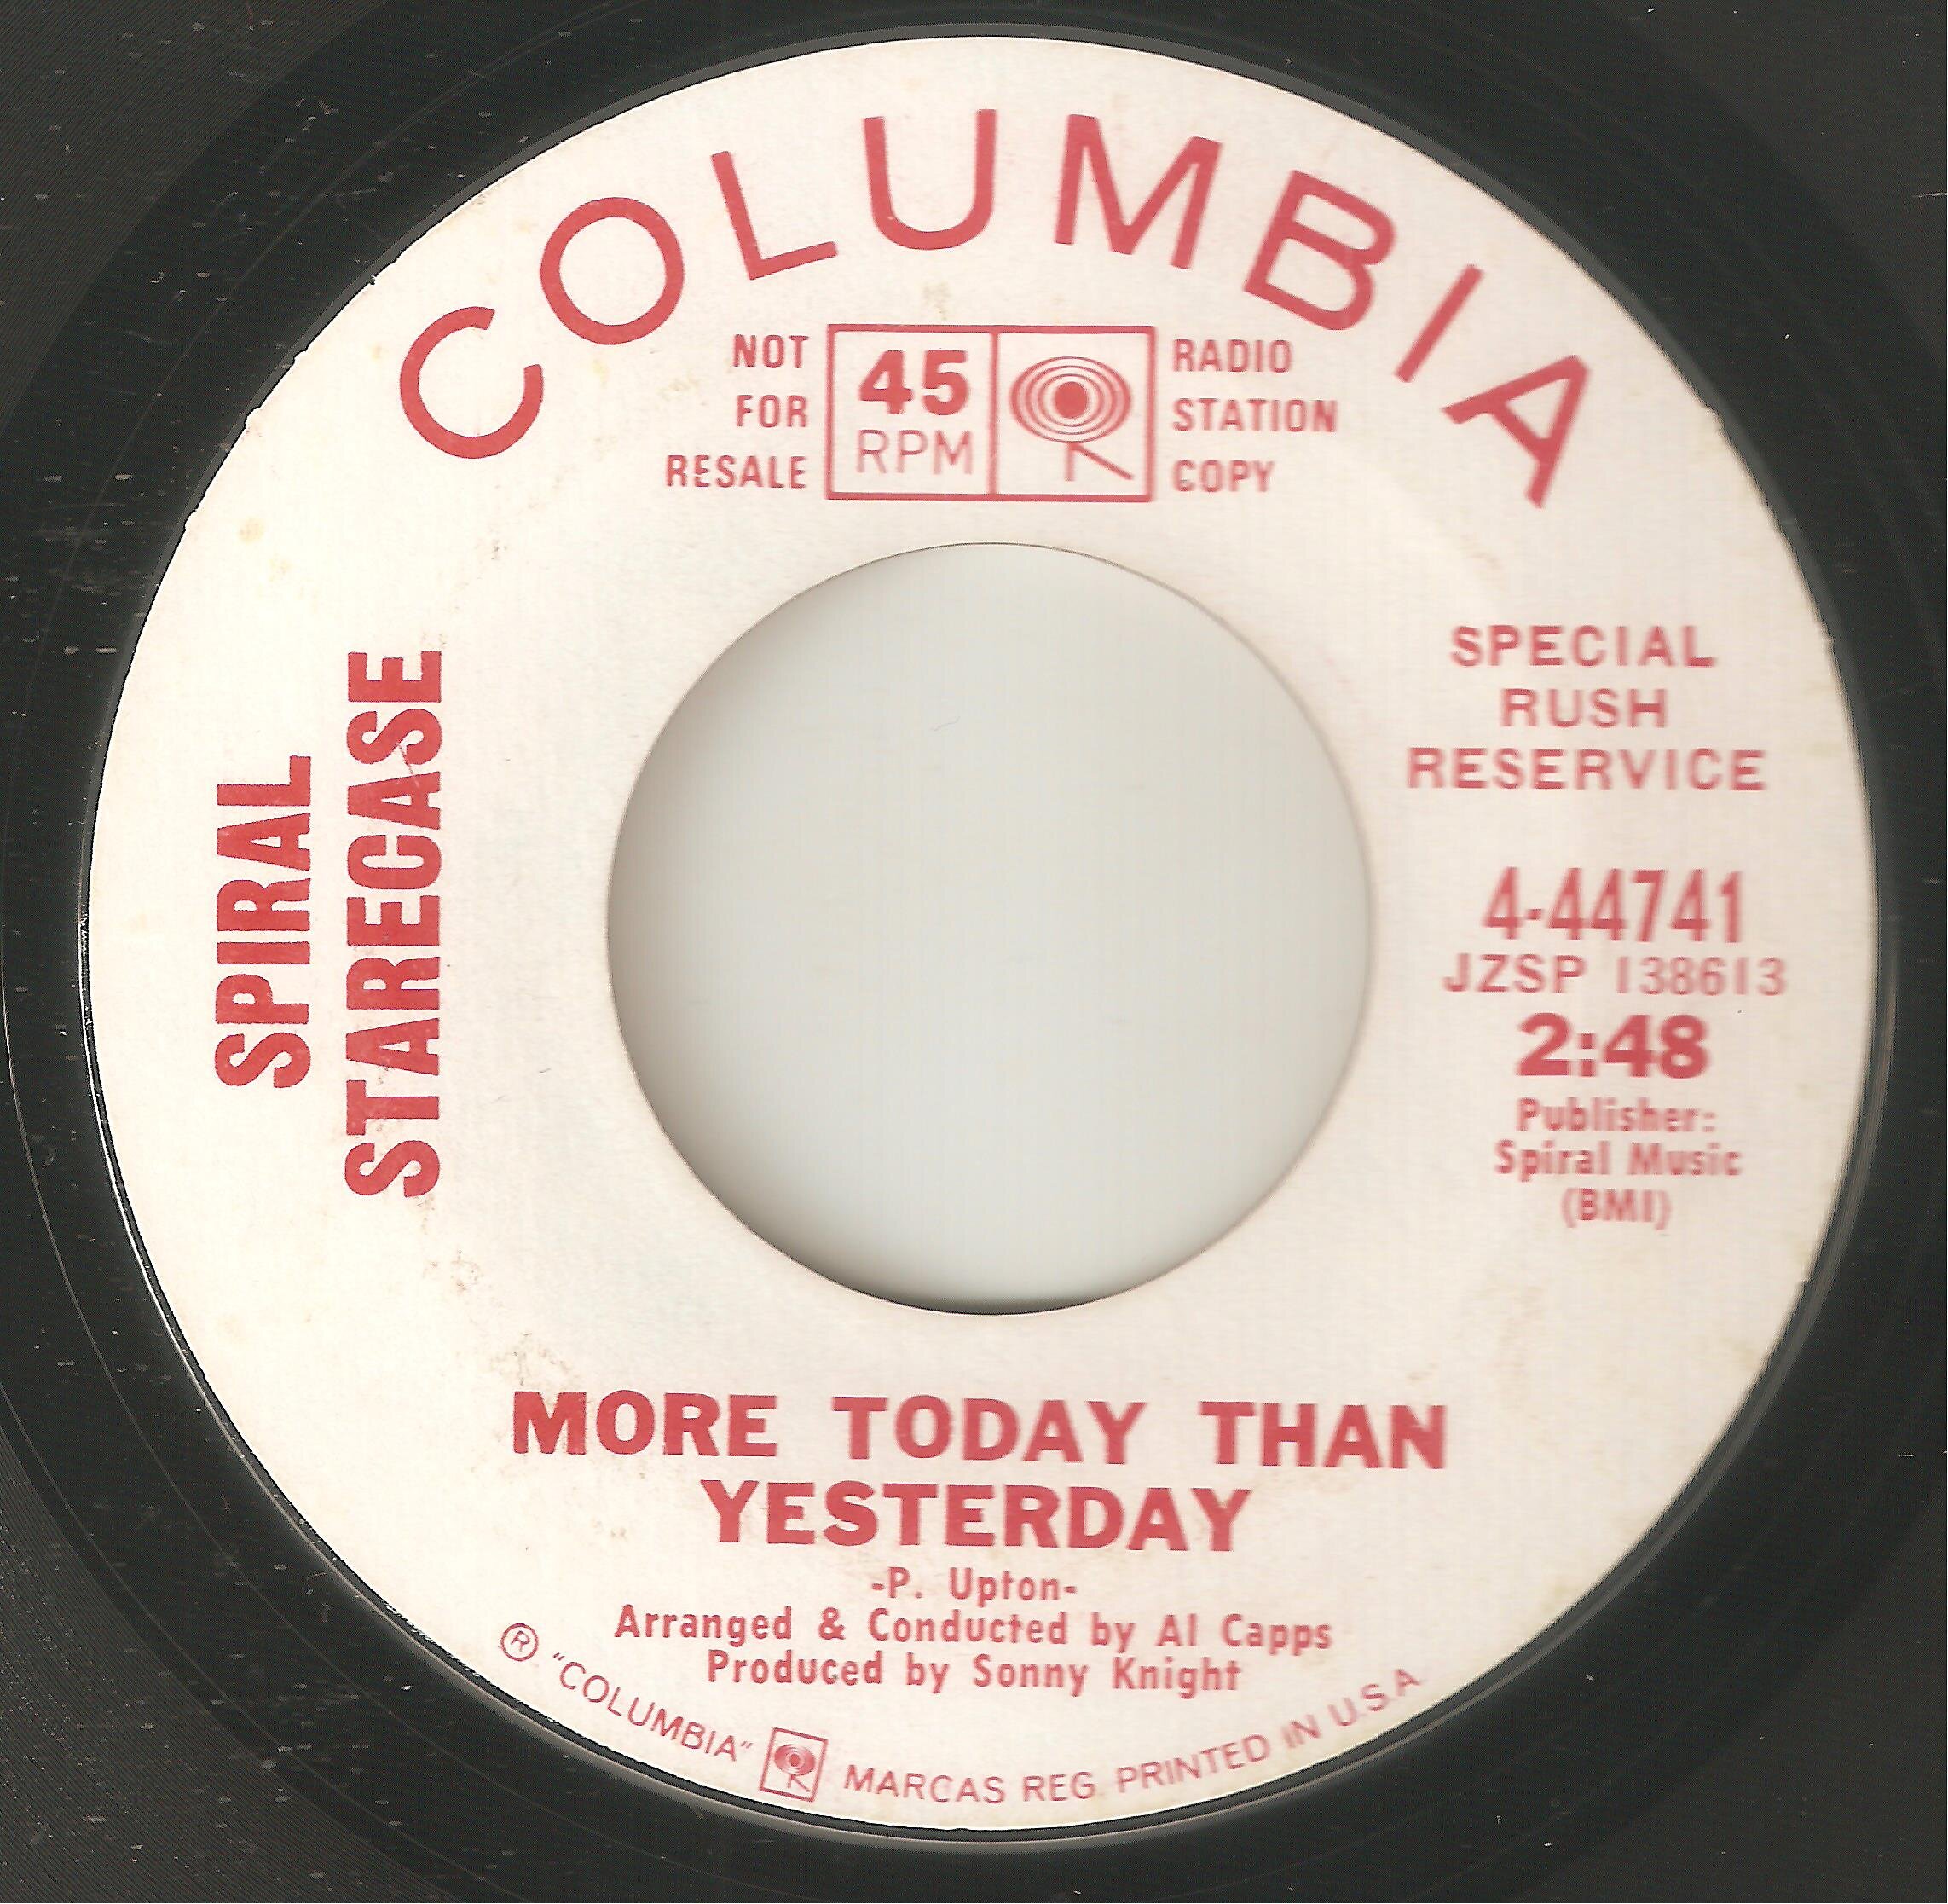 COLUMBIA
NOT
FOR
RESALE
45
RPM
RADIO
STATION
COPY
SPIRAL
STARECASE
SPECIAL
RUSH
RESERVICE
4-44741
JZSP 138613
2:48
Publisher:
Spiral Music
(BMI)
MORE TODAY THAN
YESTERDAY
-P. Upton-
Arranged & Conducted by Al Capps
Produced by Sonny Knight
® "COLUMBIA" MARCAS REG. PRINTED IN U.S.A.